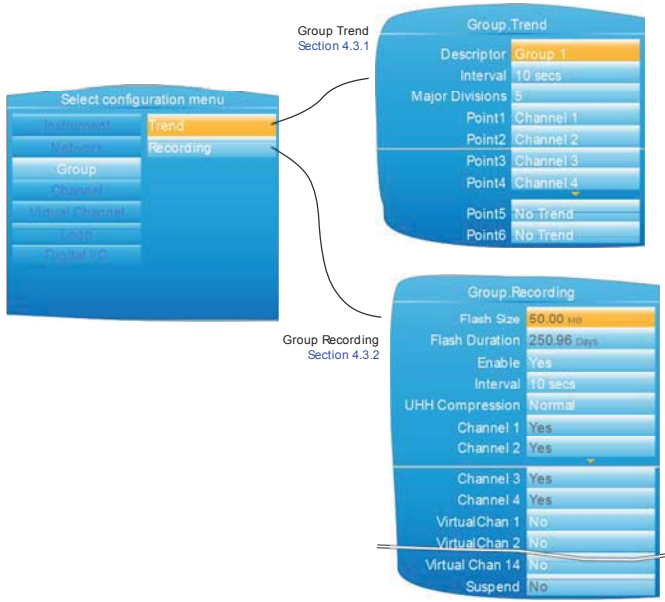 Group Trend
Section 4.3.1
Group.Trend
Descriptor Group 1
Interval 10 secs
Major Divisions 5
Point1 Channel 1
Point2 Channel 2
Point3 Channel 3
Point4 Channel 4
Point5 No Trend
Point6 No Trend
Select configuration menu
Instrument
Network
Group
Channel
Virtual Channel
Loop
Digital I/O
Trend
Recording
Group Recording
Section 4.3.2
Group.Recording
Flash Size 50.00 MB
Flash Duration 250.96 Days
Enable Yes
Interval 10 secs
UHH Compression Normal
Channel 1 Yes
Channel 2 Yes
Channel 3 Yes
Channel 4 Yes
VirtualChan 1 No
VirtualChan 2 No
Virtual Chan 14 No
Suspend No